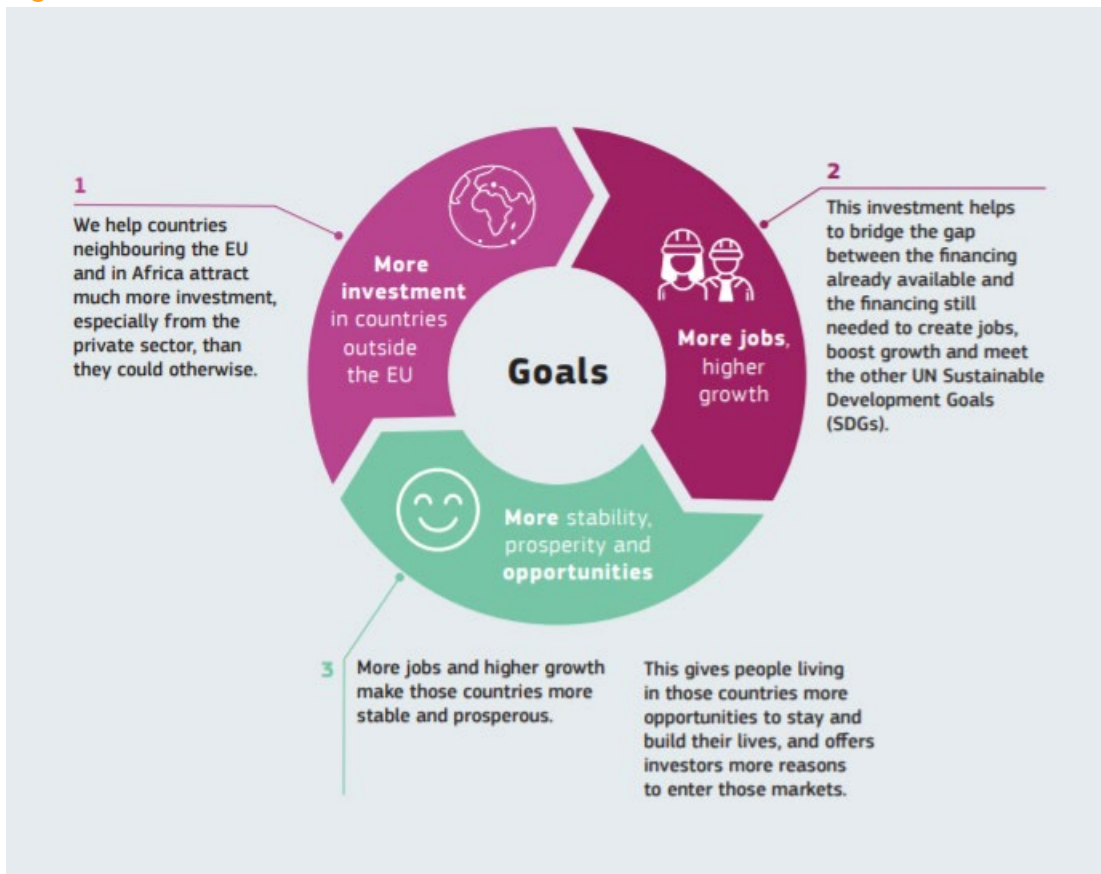 1
We help countries
neighbouring the EU
and in Africa attract
much more investment,
especially from the
private sector, than
they could otherwise.
More
investment
in countries
outside
the EU
Goals
2
This investment helps
to bridge the gap
between the financing
already available and
the financing still
needed to create jobs,
boost growth and meet
the other UN Sustainable
Development Goals
(SDGs).
More jobs,
higher
growth
More stability,
prosperity and
opportunities
3
More jobs and higher growth
make those countries more
stable and prosperous.
This gives people living
in those countries more
opportunities to stay and
build their lives, and offers
investors more reasons
to enter those markets.